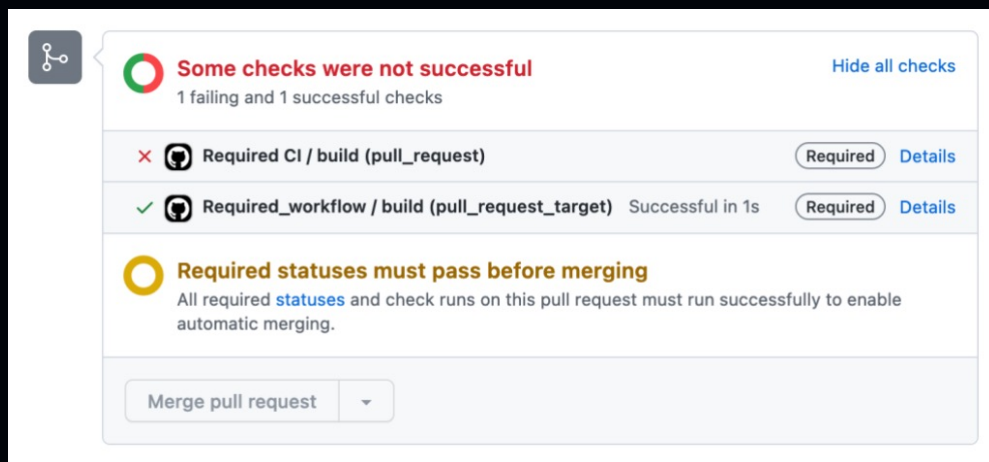 Some checks were not successful
Hide all checks
1 failing and 1 successful checks
Required CI / build (pull_request)
Required
Details
Required_workflow / build (pull_request_target) Successful in 1s
Required
Details
Required statuses must pass before merging
All required statuses and check runs on this pull request must run successfully to enable
automatic merging.
Merge pull request